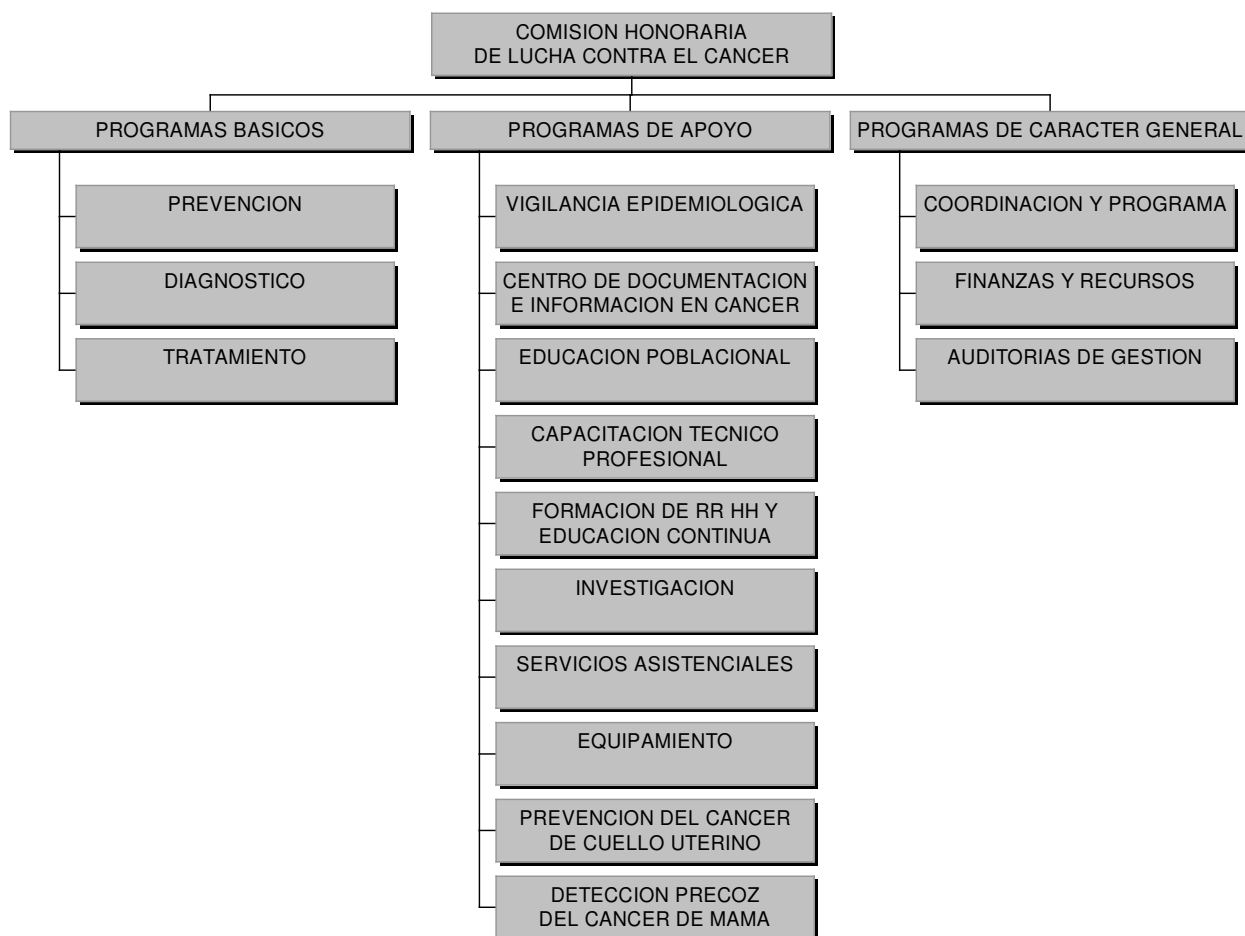 COMISION HONORARIA
DE LUCHA CONTRA EL CANCER
PROGRAMAS BASICOS
PREVENCION
DIAGNOSTICO
TRATAMIENTO
PROGRAMAS DE APOYO
VIGILANCIA EPIDEMIOLOGICA
CENTRO DE DOCUMENTACION
E INFORMACION EN CANCER
EDUCACION POBLACIONAL
CAPACITACION TECNICO
PROFESIONAL
FORMACION DE RR HH Y
EDUCACION CONTINUA
INVESTIGACION
SERVICIOS ASISTENCIALES
EQUIPAMIENTO
PREVENCION DEL CANCER
DE CUELLO UTERINO
DETECCION PRECOZ
DEL CANCER DE MAMA
PROGRAMAS DE CARACTER GENERAL
COORDINACION Y PROGRAMA
FINANZAS Y RECURSOS
AUDITORIAS DE GESTION